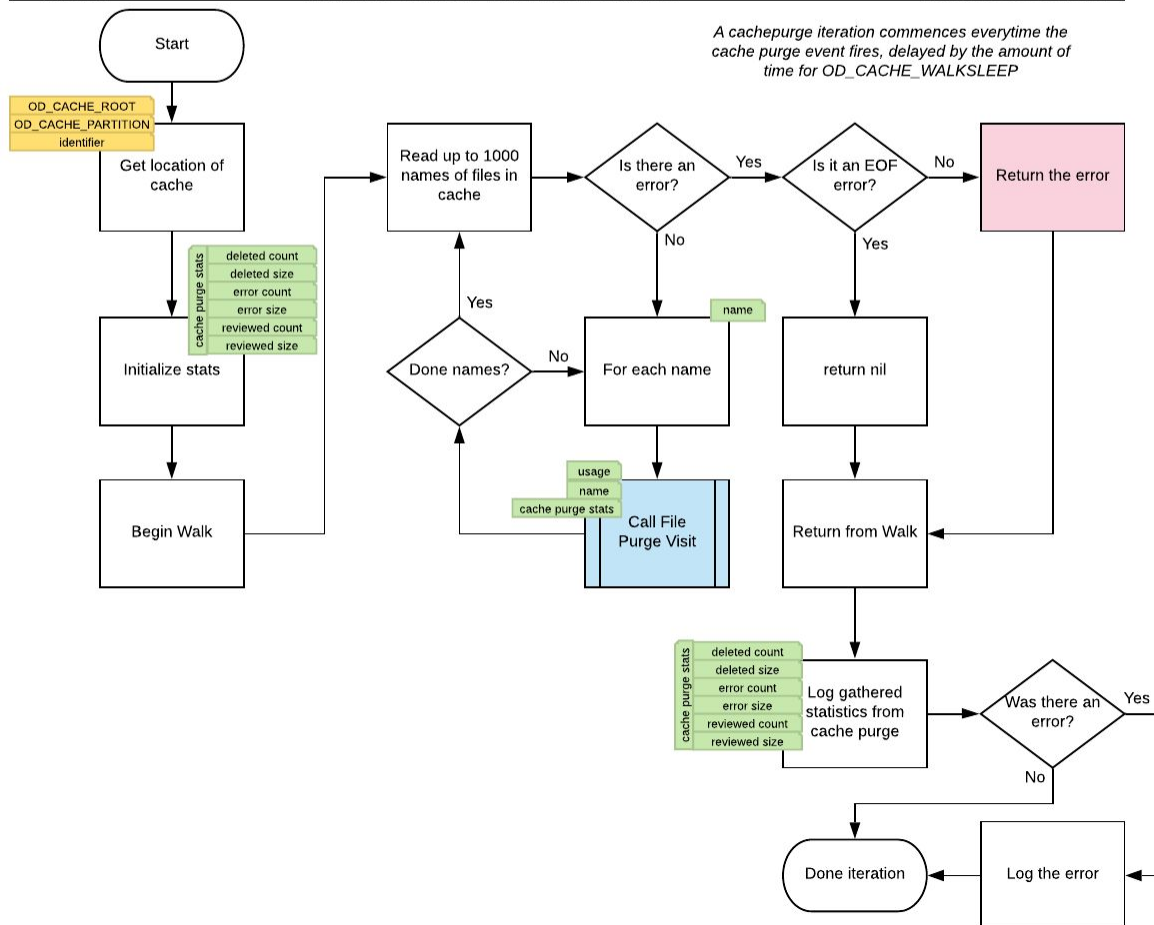 Start
A cachepurge iteration commences everytime the
cache purge event fires, delayed by the amount of
time for OD_CACHE_WALKSLEEP
OD_CACHE_ROOT
OD_CACHE_PARTITION
identifier
Get location of
cache
Read up to 1000
names of files in
cache
Is there an
error?
Yes
Is it an EOF
error?
No
Return the error
No
Yes
cache purge stats
deleted count
deleted size
error count
error size
reviewed count
reviewed size
Initialize stats
Yes
Done names?
No
name
For each name
return nil
Begin Walk
usage
name
cache purge stats
Call File
Purge Visit
Return from Walk
cache purge stats
deleted count
deleted size
error count
error size
reviewed count
reviewed size
Log gathered
statistics from
cache purge
Was there an
error?
Yes
No
Done iteration
Log the error